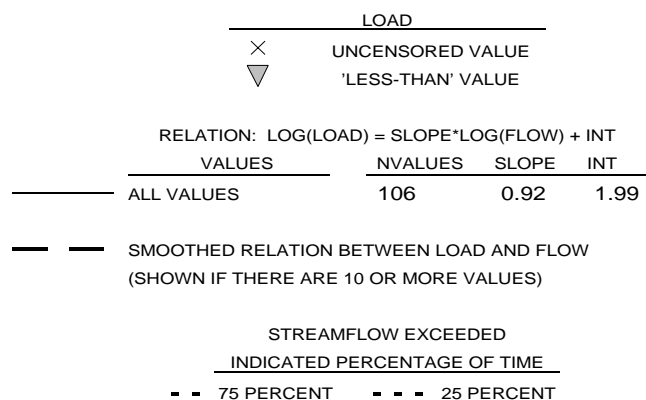 LOAD
UNCENSORED VALUE
'LESS-THAN' VALUE
RELATION: LOG(LOAD) = SLOPE*LOG(FLOW) + INT
VALUES NVALUES SLOPE INT
ALL VALUES 106 0.92 1.99
SMOOTHED RELATION BETWEEN LOAD AND FLOW
(SHOWN IF THERE ARE 10 OR MORE VALUES)
STREAMFLOW EXCEEDED
INDICATED PERCENTAGE OF TIME
75 PERCENT 25 PERCENT